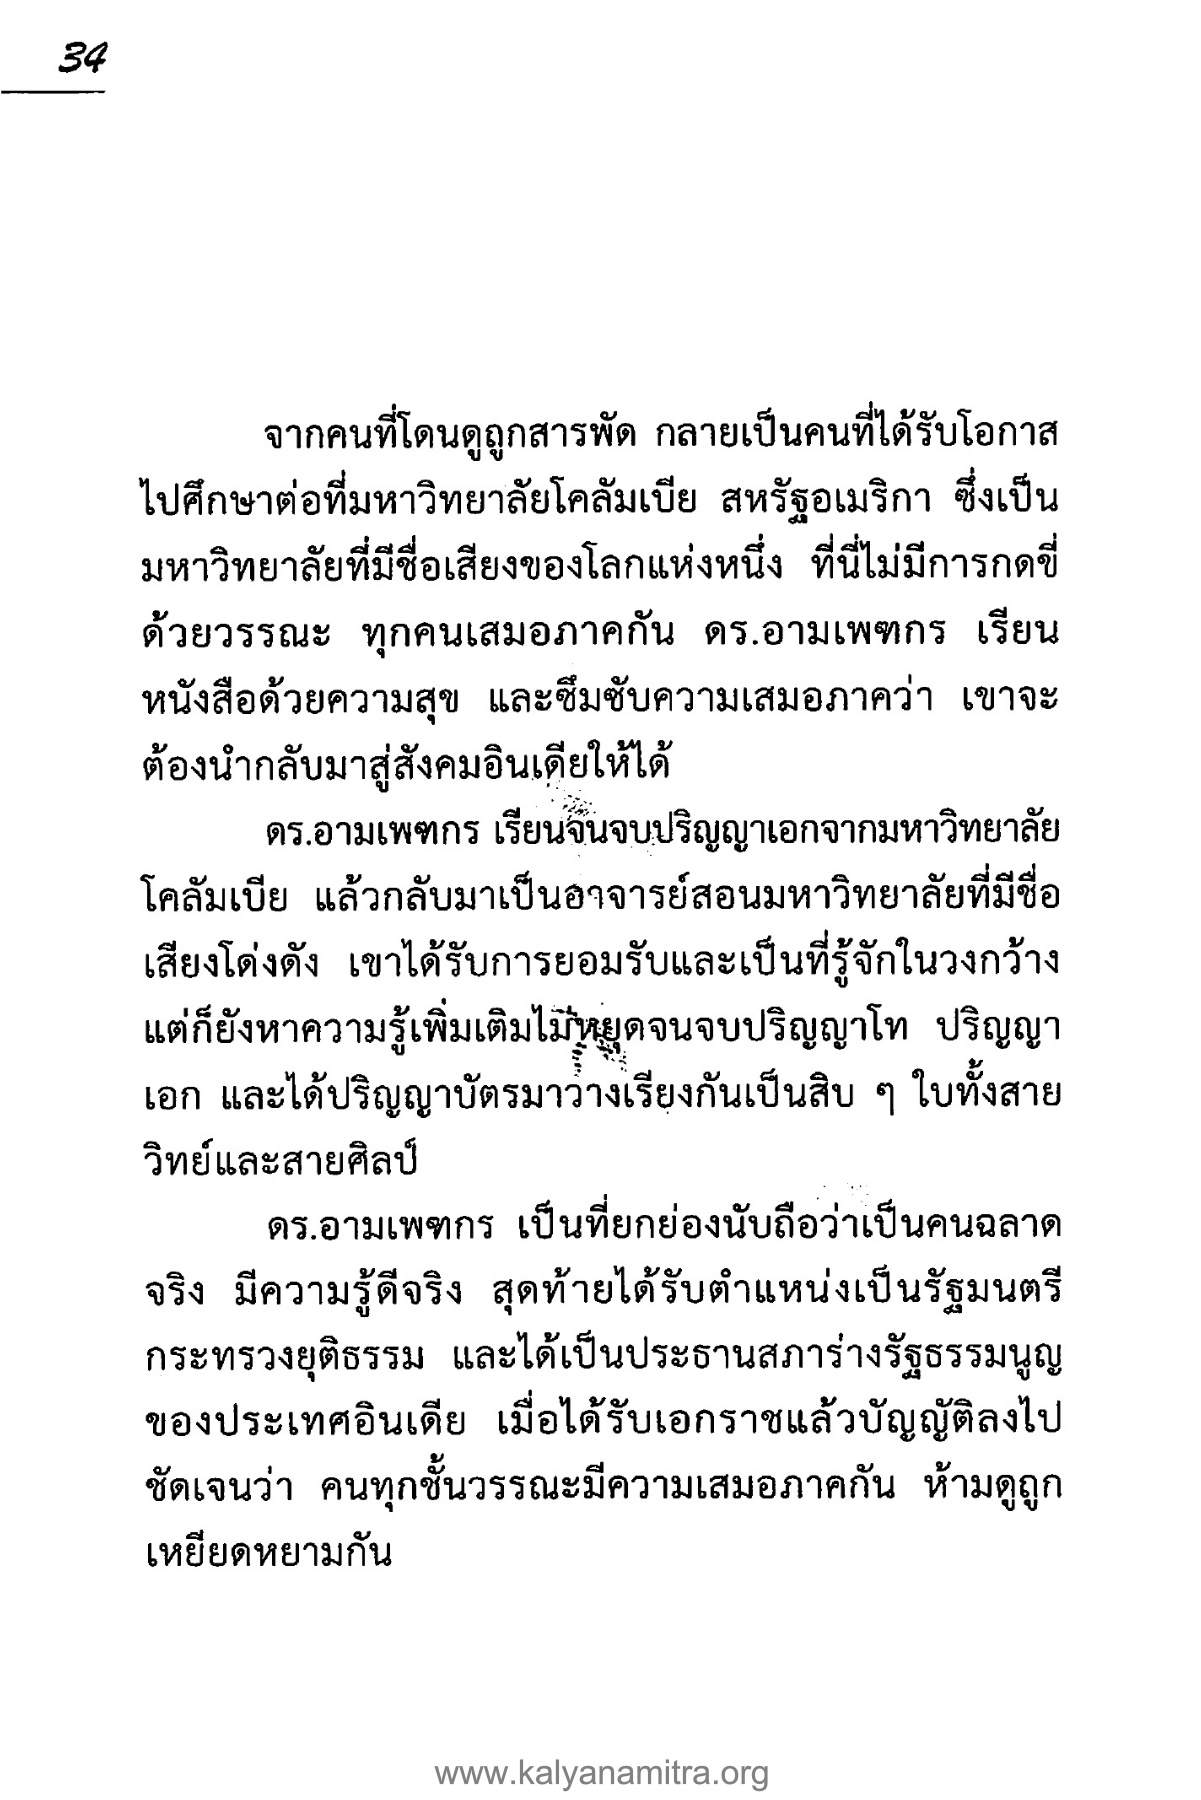 34
จากคนที่โดนดูถูกสารพัด กลายเป็นคนที่ได้รับโอกาส
ไปศึกษาต่อที่มหาวิทยาลัยโคลัมเบีย สหรัฐอเมริกา ซึ่งเป็น
มหาวิทยาลัยที่มีชื่อเสียงของโลกแห่งหนึ่ง ที่นี่ไม่มีการกดขี่
ด้วยวรรณะ ทุกคนเสมอภาคกัน ดร.อามเพฑกร เรียน
หนังสือด้วยความสุข และซึมซับความเสมอภาคว่า เขาจะ
ต้องนำกลับมาสู่สังคมอินเดียให้ได้
ดร.อามเพฑกร เรียนจนจบปริญญาเอกจากมหาวิทยาลัย
โคลัมเบีย แล้วกลับมาเป็นอาจารย์สอนมหาวิทยาลัยที่มีชื่อ
เสียงโด่งดัง เขาได้รับการยอมรับและเป็นที่รู้จักในวงกว้าง
แต่ก็ยังหาความรู้เพิ่มเติมไม่หยุดจนจบปริญญาโท ปริญญา
เอก และได้ปริญญาบัตรมาวางเรียงกันเป็นสิบ ๆ ใบทั้งสาย
วิทย์และสายศิลป์
ดร.อามเพฑกร เป็นที่ยกย่องนับถือว่าเป็นคนฉลาด
จริง มีความรู้ดีจริง สุดท้ายได้รับตำแหน่งเป็นรัฐมนตรี
กระทรวงยุติธรรม และได้เป็นประธานสภาร่างรัฐธรรมนูญ
ของประเทศอินเดีย เมื่อได้รับเอกราชแล้วบัญญัติลงไป
ชัดเจนว่า คนทุกชั้นวรรณะมีความเสมอภาคกัน ห้ามดูถูก
เหยียดหยามกัน
www.kalyanamitra.org